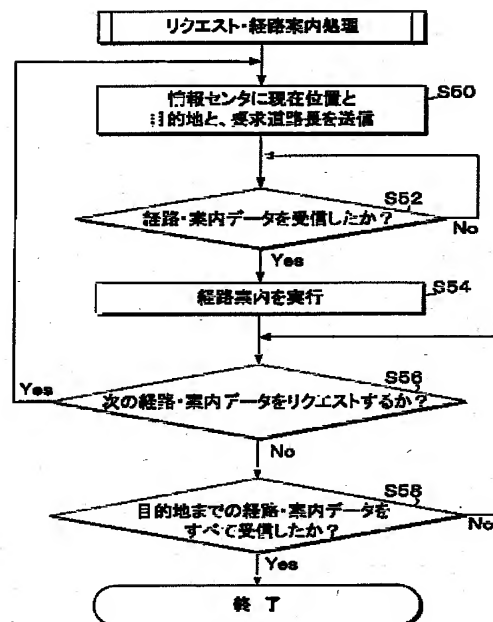 リクエスト・経路案内処理
S50
情報センタに現在位置と
目的地と、要求道路長を送信
S52
経路・案内データを受信したか？
No
Yes
S54
経路案内を実行
S56
Yes
次の経路・案内データをリクエストするか？
No
S58
目的地までの経路・案内データを
すべて受信したか？
No
Yes
終了